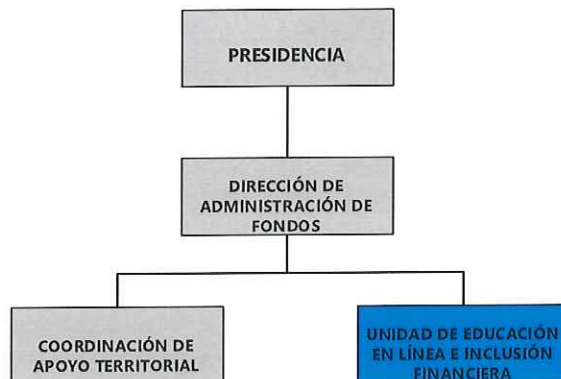 PRESIDENCIA
DIRECCIÓN DE
ADMINISTRACIÓN DE
FONDOS
COORDINACIÓN DE
APOYO TERRITORIAL
UNIDAD DE EDUCACIÓN
EN LÍNEA E INCLUSIÓN
FINANCIERA